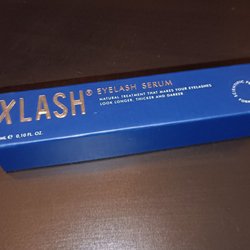 XLASH®
EYELASH SERUM
NATURAL TREATMENT THAT MAKES YOUR EYELASHES
LOOK LONGER, THICKER AND DARKER
0,10 FL. OZ.